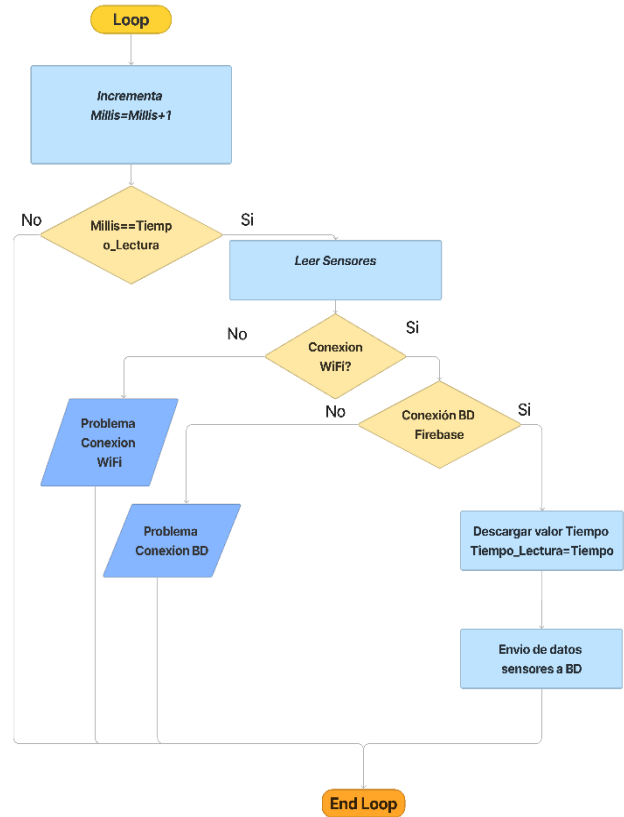 Loop
Incrementa
Millis=Millis+1
No
Millis==Tiemp
o_Lectura
Si
Leer Sensores
No
Conexion
WiFi?
Si
Problema
Conexion
WiFi
No
Conexión BD
Firebase
Si
Problema
Conexion BD
Descargar valor Tiempo
Tiempo_Lectura=Tiempo
Envio de datos
sensores a BD
End Loop